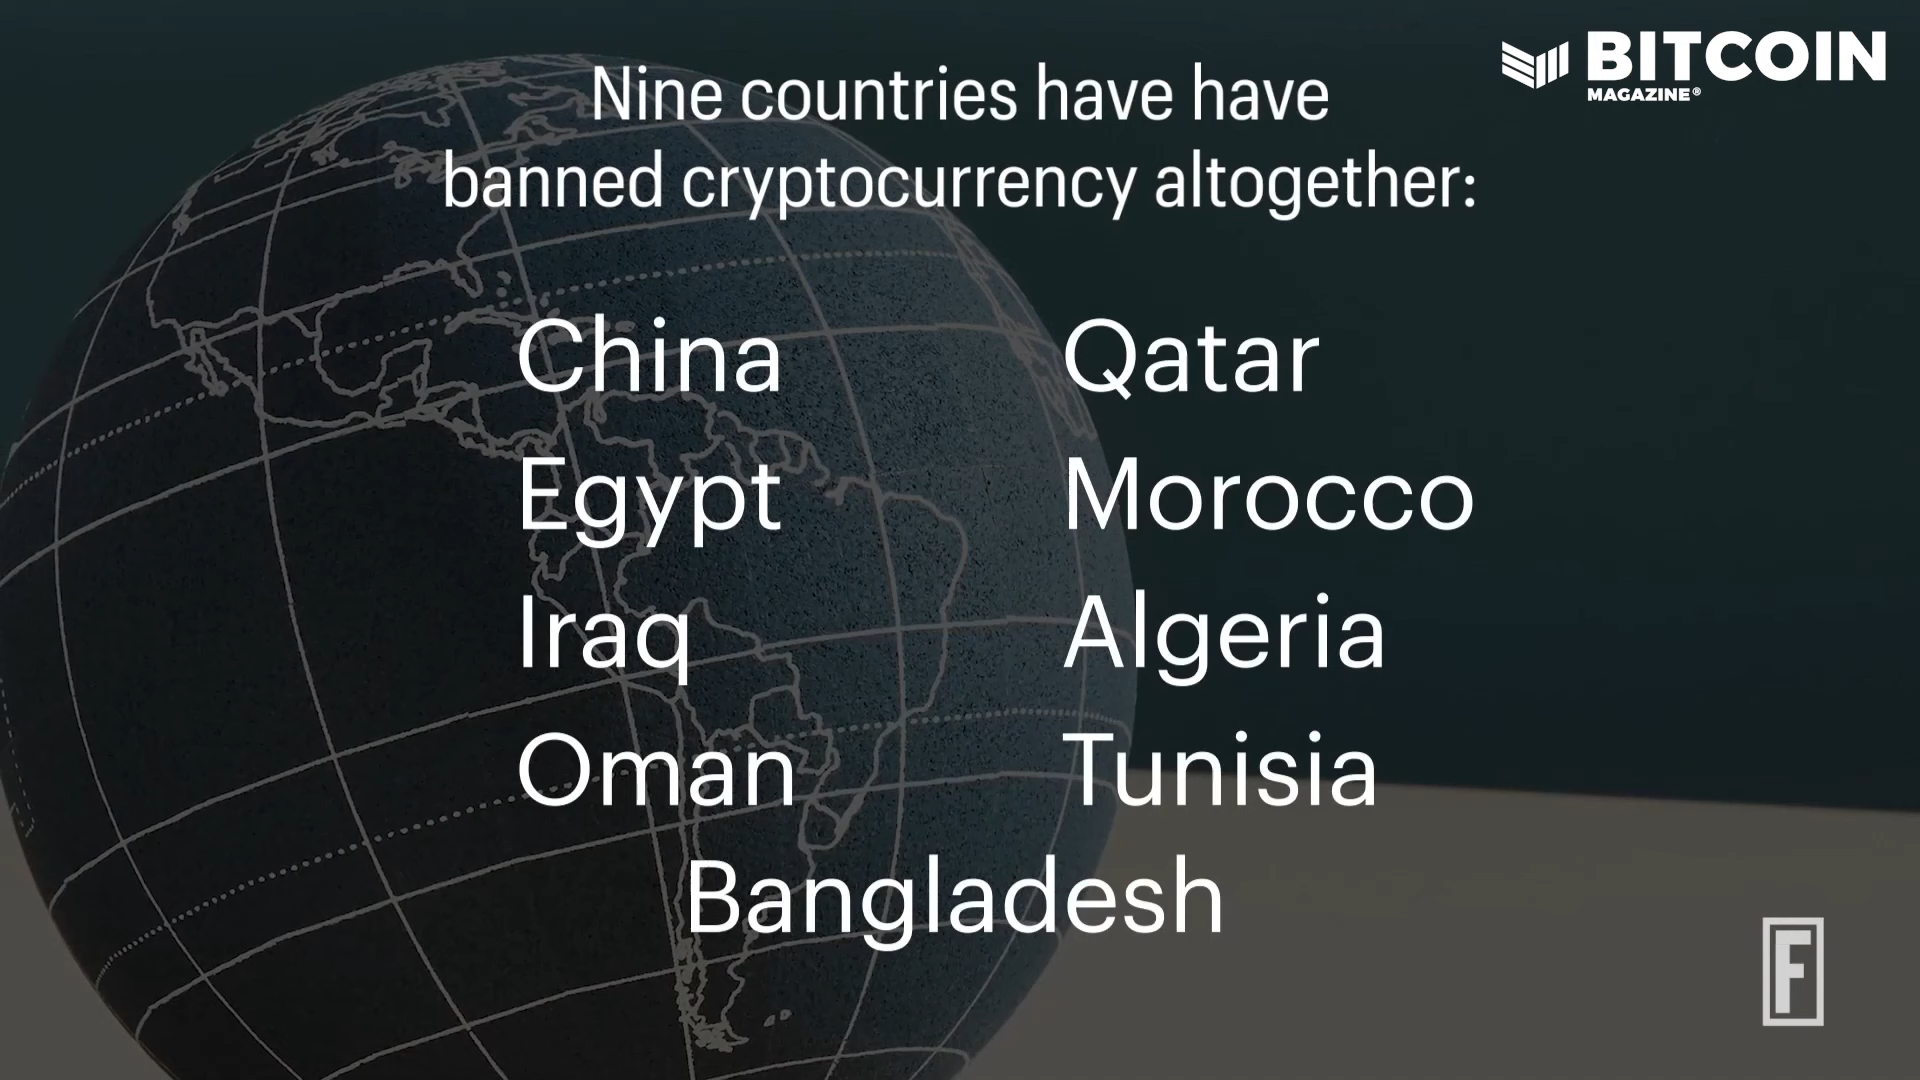 BITCOIN
MAGAZINE®
Nine countries have have
banned cryptocurrency altogether:
China
Qatar
Egypt
Morocco
Iraq
Algeria
Oman
Tunisia
Bangladesh
F